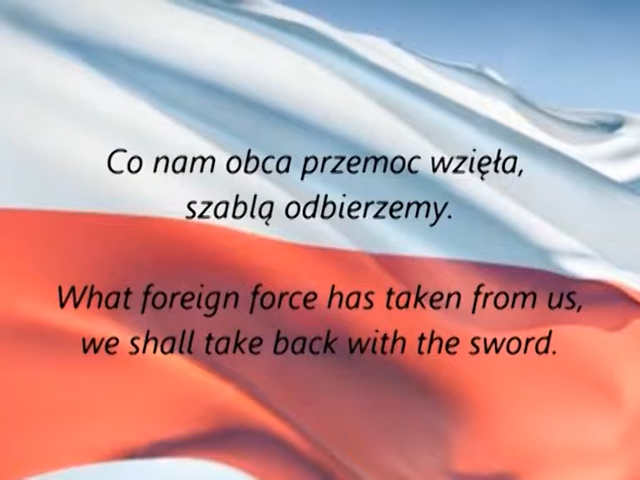 Co nam obca przemoc wzięła,
szablą odbierzemy.
What foreign force has taken from us,
we shall take back with the sword.